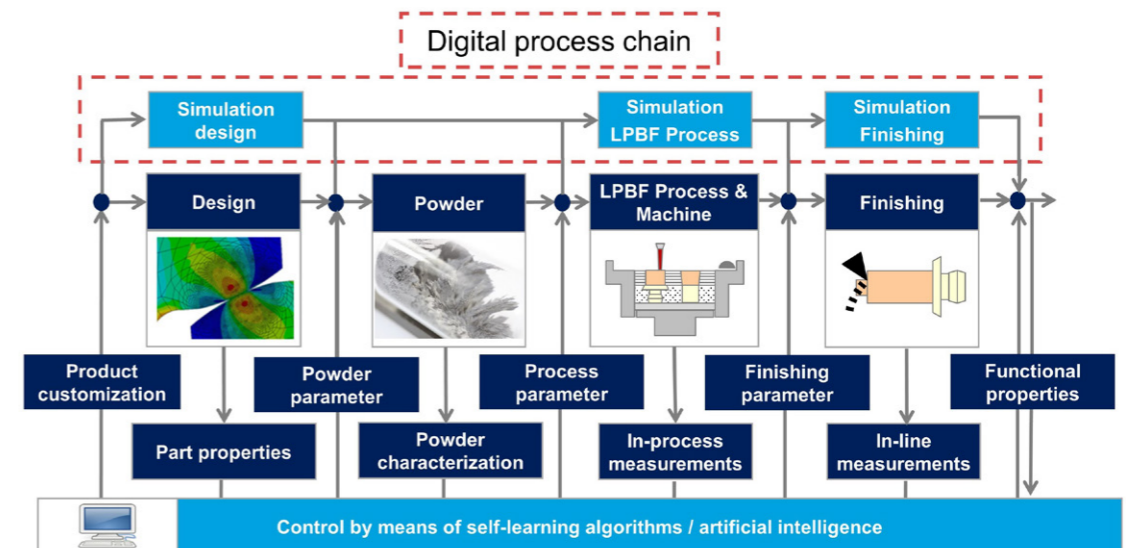 Digital process chain
Simulation
design
Simulation
LPBF Process
Simulation
Finishing
Design
Powder
LPBF Process &
Machine
Finishing
Product
customization
Powder
parameter
Process
parameter
Finishing
parameter
Functional
properties
Part properties
Powder
characterization
In-process
measurements
In-line
measurements
Control by means of self-learning algorithms / artificial intelligence